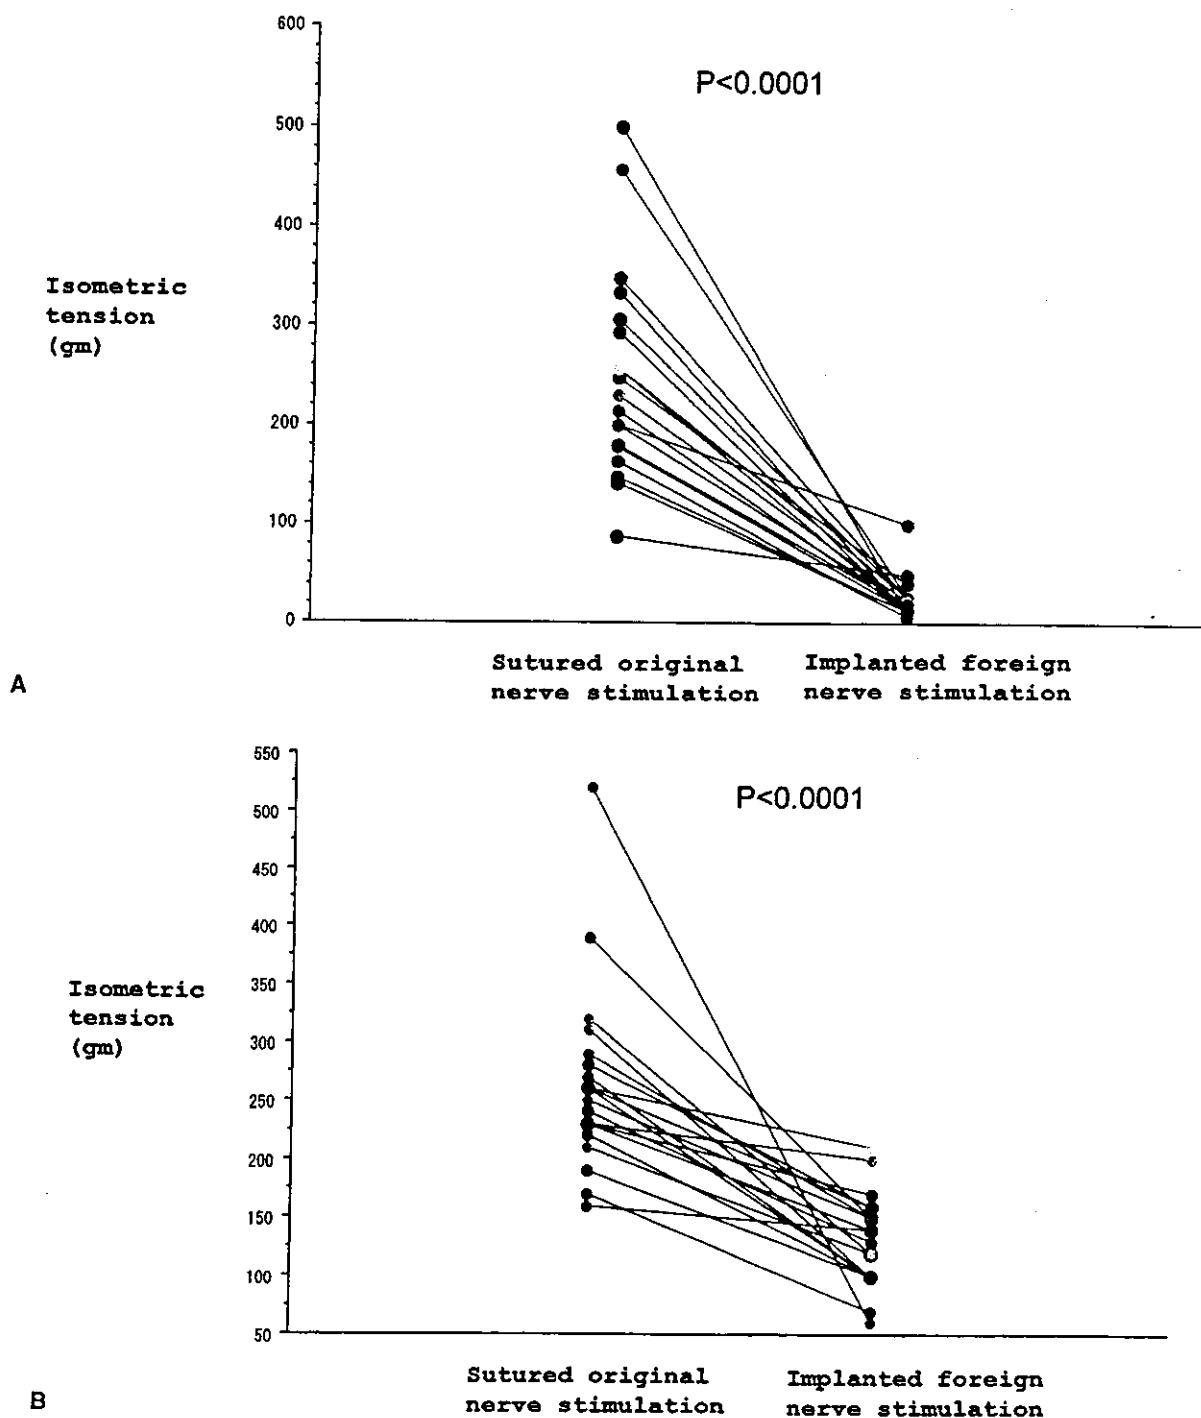 600
P<0.0001
500
400
Isometric
tension
(gm)
300
200
100
0
Sutured original
nerve stimulation
Implanted foreign
nerve stimulation
A
550
P<0.0001
500
450
400
Isometric
tension
(gm)
350
300
250
200
150
100
50
Sutured original
nerve stimulation
Implanted foreign
nerve stimulation
B